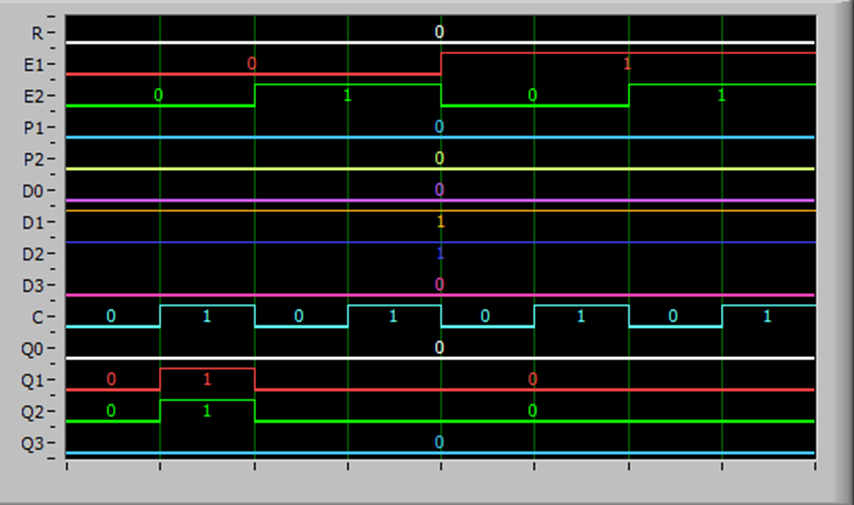 R 0
E1 0 1
E2 0 1 0 1
P1 0
P2 0
D0 0
D1 1
D2 1
D3 0
C 0 1 0 1 0 1 0 1
Q0 0
Q1 0 1 0
Q2 0 1 0
Q3 0